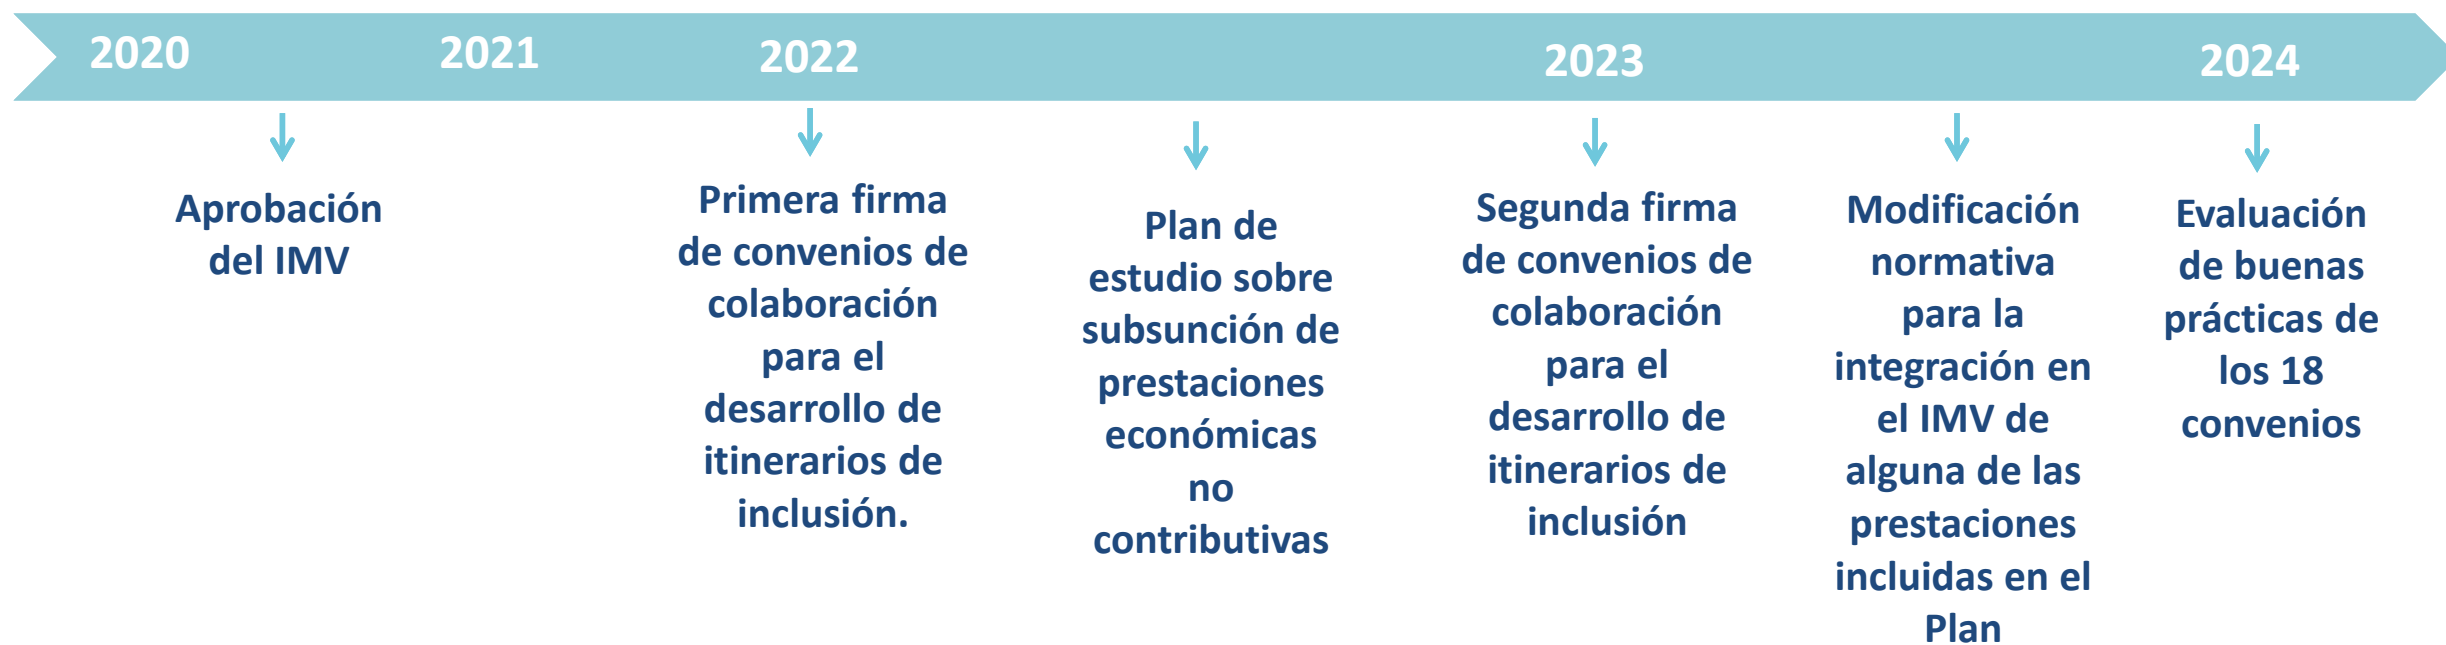 2020
2021
2022
2023
2024
Aprobación
del IMV
Primera firma
de convenios de
colaboración
para el
desarrollo de
itinerarios de
inclusión.
Plan de
estudio sobre
subsunción de
prestaciones
económicas
no
contributivas
Segunda firma
de convenios de
colaboración
para el
desarrollo de
itinerarios de
inclusión
Modificación
normativa
para la
integración en
el IMV de
alguna de las
prestaciones
incluidas en el
Plan
Evaluación
de buenas
prácticas de
los 18
convenios